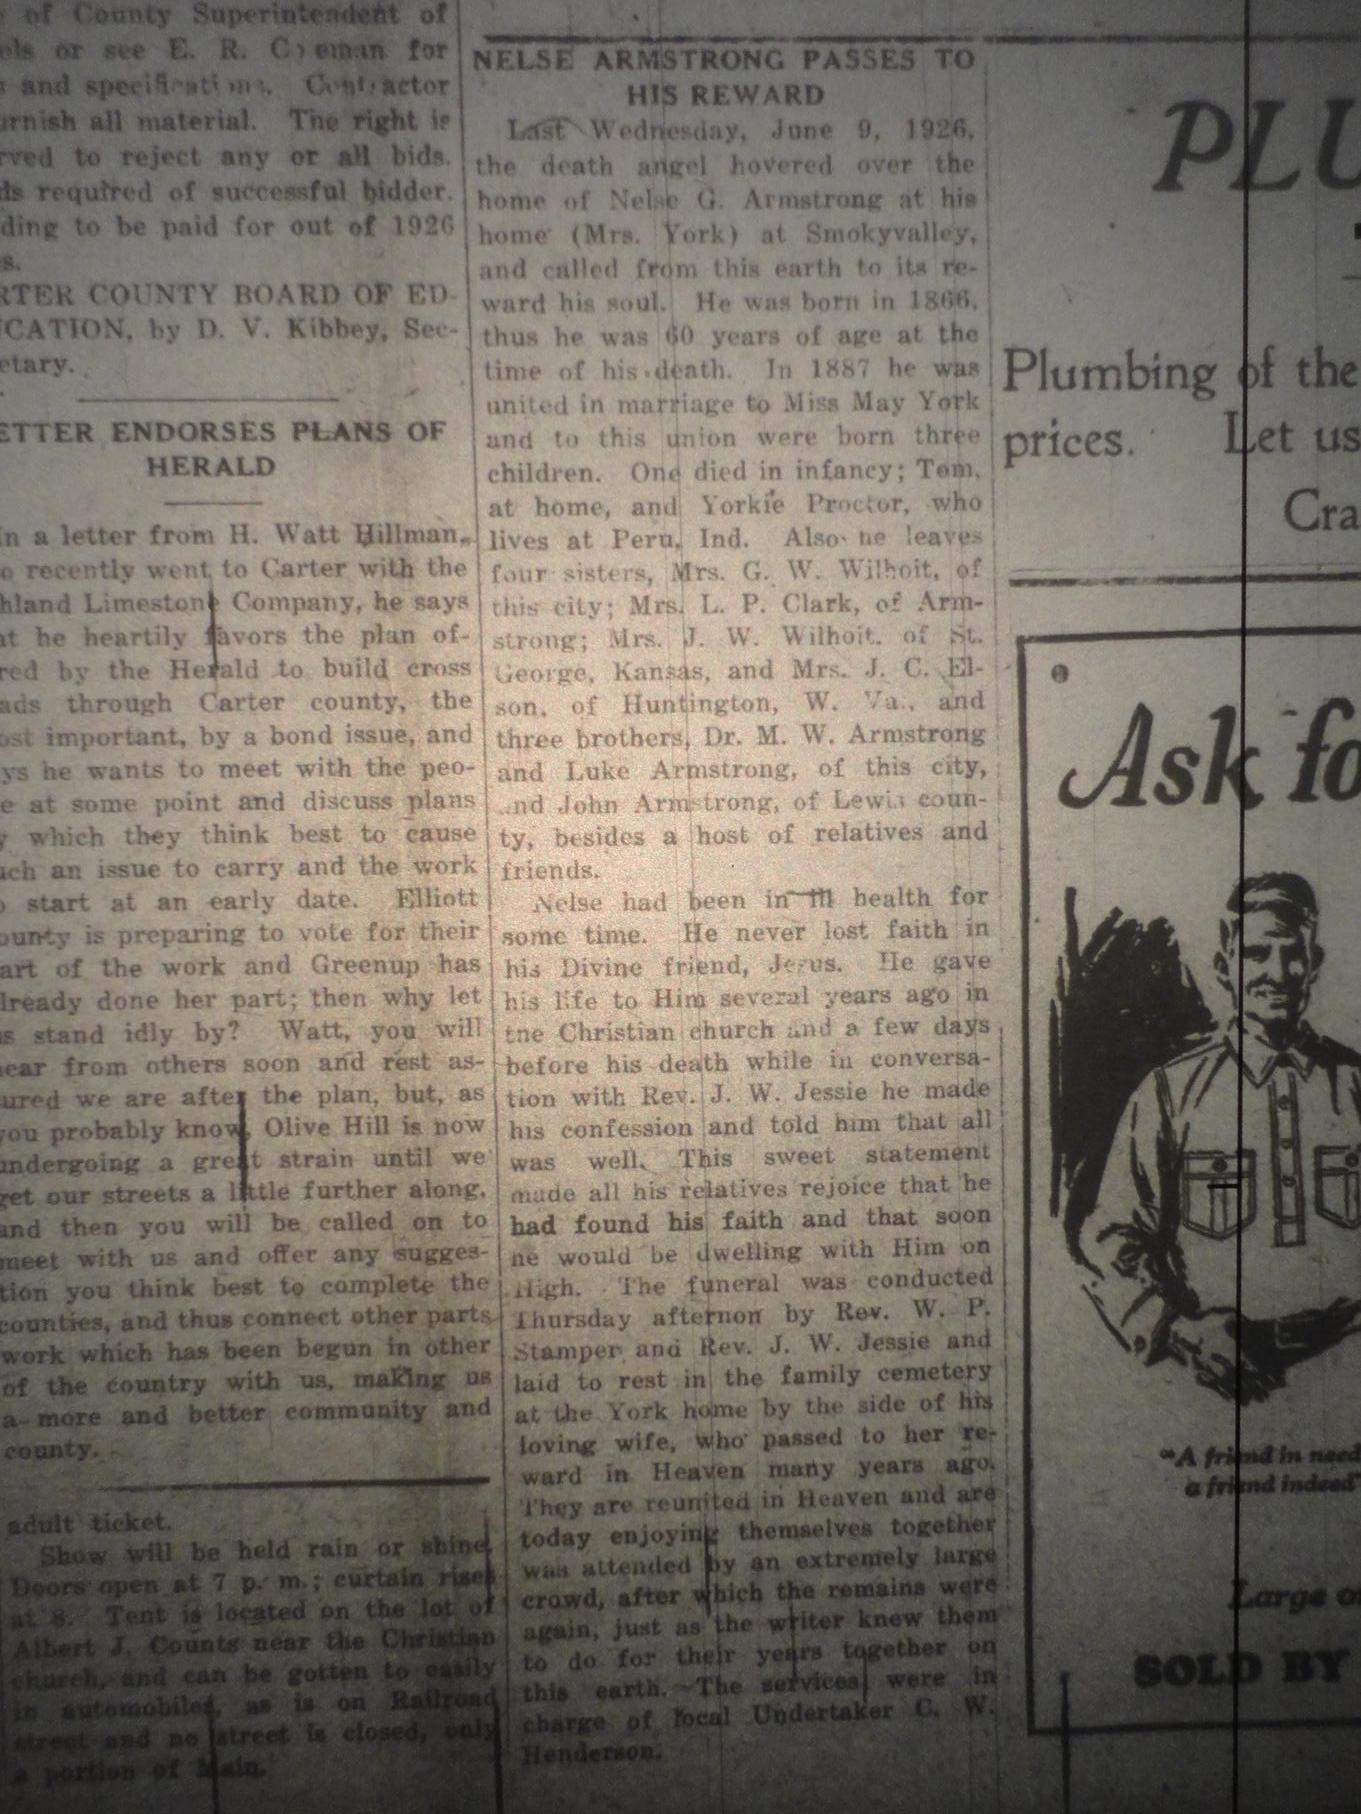 of County Superintendent of
or see E. R. C eman for
and specifications. Contractor
urnish all material. The right is
rved to reject any or all bids.
ds required of successful bidder.
ding to be paid for out of 1926
s.
RTER COUNTY BOARD OF ED-
UCATION, by D. V. Kibbey, Sec-
etary.
ETTER ENDORSES PLANS OF
HERALD
In a letter from H. Watt Hillman,
o recently went to Carter with the
hland Limestone Company, he says
at he heartily favors the plan of-
red by the Herald to build cross
ads through Carter county, the
ost important, by a bond issue, and
ys he wants to meet with the peo-
e at some point and discuss plans
y which they think best to cause
uch an issue to carry and the work
o start at an early date. Elliott
ounty is preparing to vote for their
art of the work and Greenup has
lready done her part; then why let
us stand idly by? Watt, you will
hear from others soon and rest as-
ured we are after the plan, but, as
you probably know, Olive Hill is now
undergoing a great strain until we
get our streets a little further along,
and then you will be called on to
meet with us and offer any sugges-
tion you think best to complete the
counties, and thus connect other parts
work which has been begun in other
of the country with us, making us
a more and better community and
county.
adult ticket.
Show will be held rain or shine.
Doors open at 7 p. m.; curtain rises
at 8. Tent is located on the lot of
Albert J. Counts near the Christian
church, and can be gotten to easily
in automobiles, as is on Railroad
street and no street is closed, only
a portion of Main.
NELSE ARMSTRONG PASSES TO
HIS REWARD
Last Wednesday, June 9, 1926,
the death angel hovered over the
home of Nelse G. Armstrong at his
home (Mrs. York) at Smokyvalley,
and called from this earth to its re-
ward his soul. He was born in 1866,
thus he was 60 years of age at the
time of his death. In 1887 he was
united in marriage to Miss May York
and to this union were born three
children. One died in infancy; Tom,
at home, and Yorkie Proctor, who
lives at Peru, Ind. Also he leaves
four sisters, Mrs. G. W. Wilhoit, of
this city; Mrs. L. P. Clark, of Arm-
strong; Mrs. J. W. Wilhoit, of St.
George, Kansas, and Mrs. J. C. El-
son, of Huntington, W. Va., and
three brothers, Dr. M. W. Armstrong
and Luke Armstrong, of this city,
and John Armstrong, of Lewis coun-
ty, besides a host of relatives and
friends.
Nelse had been in ill health for
some time. He never lost faith in
his Divine friend, Jesus. He gave
his life to Him several years ago in
the Christian church and a few days
before his death while in conversa-
tion with Rev. J. W. Jessie he made
his confession and told him that all
was well. This sweet statement
made all his relatives rejoice that he
had found his faith and that soon
he would be dwelling with Him on
High. The funeral was conducted
Thursday afternon by Rev. W. P.
Stamper and Rev. J. W. Jessie and
laid to rest in the family cemetery
at the York home by the side of his
loving wife, who passed to her re-
ward in Heaven many years ago.
They are reunited in Heaven and are
today enjoying themselves together
was attended by an extremely large
crowd, after which the remains were
again, just as the writer knew them
to do for their years together on
this earth. The services were in
charge of local Undertaker C. W.
Henderson.
PLU
Plumbing of the
prices. Let us
Cra
Ask fo
"A friend in need
a friend indeed"
Large o
SOLD BY